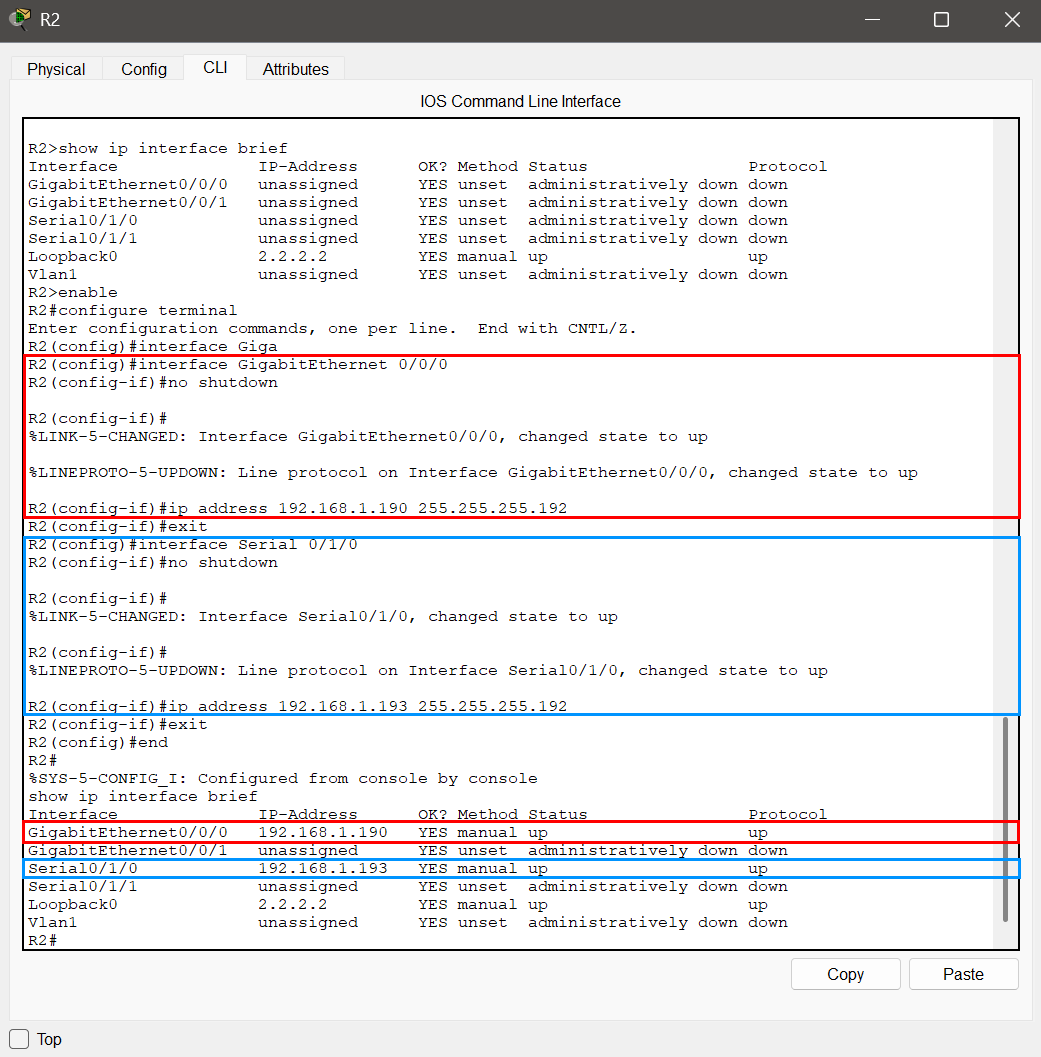 R2
Physical Config CLI Attributes
IOS Command Line Interface
R2>show ip interface brief
Interface IP-Address OK? Method Status Protocol
GigabitEthernet0/0/0 unassigned YES unset administratively down down
GigabitEthernet0/0/1 unassigned YES unset administratively down down
Serial0/1/0 unassigned YES unset administratively down down
Serial0/1/1 unassigned YES unset administratively down down
Loopback0 2.2.2.2 YES manual up up
Vlan1 unassigned YES unset administratively down down
R2>enable
R2#configure terminal
Enter configuration commands, one per line. End with CNTL/Z.
R2(config)#interface Giga
R2(config)#interface GigabitEthernet 0/0/0
R2(config-if)#no shutdown
R2(config-if)#
%LINK-5-CHANGED: Interface GigabitEthernet0/0/0, changed state to up
%LINEPROTO-5-UPDOWN: Line protocol on Interface GigabitEthernet0/0/0, changed state to up
R2(config-if)#ip address 192.168.1.190 255.255.255.192
R2(config-if)#exit
R2(config)#interface Serial 0/1/0
R2(config-if)#no shutdown
R2(config-if)#
%LINK-5-CHANGED: Interface Serial0/1/0, changed state to up
R2(config-if)#
%LINEPROTO-5-UPDOWN: Line protocol on Interface Serial0/1/0, changed state to up
R2(config-if)#ip address 192.168.1.193 255.255.255.192
R2(config-if)#exit
R2(config)#end
R2#
%SYS-5-CONFIG_I: Configured from console by console
show ip interface brief
Interface IP-Address OK? Method Status Protocol
GigabitEthernet0/0/0 192.168.1.190 YES manual up up
GigabitEthernet0/0/1 unassigned YES unset administratively down down
Serial0/1/0 192.168.1.193 YES manual up up
Serial0/1/1 unassigned YES unset administratively down down
Loopback0 2.2.2.2 YES manual up up
Vlan1 unassigned YES unset administratively down down
R2#
Copy Paste
Top